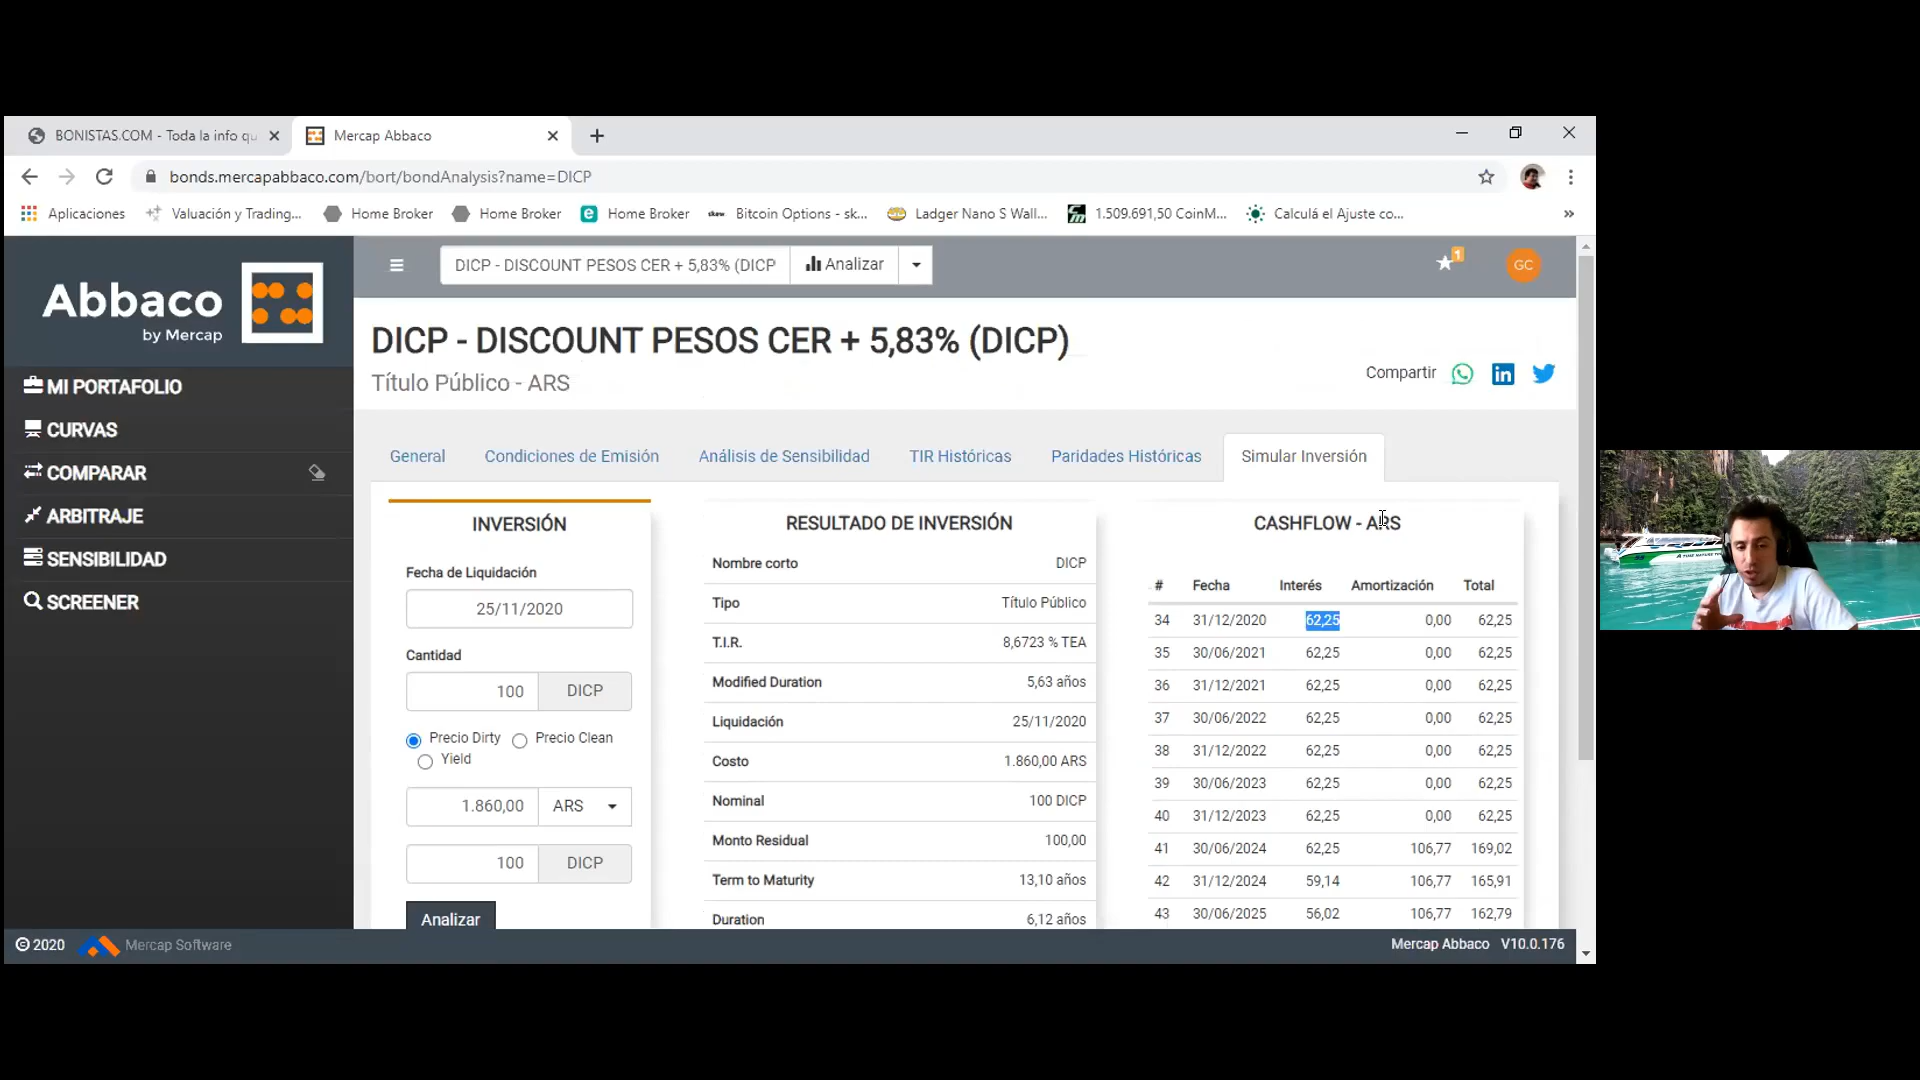 BONISTAS.COM - Toda la info qu
Mercap Abbaco
bonds.mercapabbaco.com/bort/bondAnalysis?name=DICP
Aplicaciones
Valuación y Trading...
Home Broker
Home Broker
Home Broker
skew
Bitcoin Options - sk...
Ladger Nano S Wall...
1.509.691,50 CoinM...
Calculá el Ajuste co...
»
Abbaco
by Mercap
DICP - DISCOUNT PESOS CER + 5,83% (DICP
Analizar
1
GC
DICP - DISCOUNT PESOS CER + 5,83% (DICP)
Título Público - ARS
Compartir
MI PORTAFOLIO
CURVAS
COMPARAR
ARBITRAJE
SENSIBILIDAD
SCREENER
General
Condiciones de Emisión
Análisis de Sensibilidad
TIR Históricas
Paridades Históricas
Simular Inversión
INVERSIÓN
Fecha de Liquidación
25/11/2020
Cantidad
100 DICP
Precio Dirty Precio Clean
Yield
1.860,00 ARS
100 DICP
Analizar
RESULTADO DE INVERSIÓN
Nombre corto DICP
Tipo Título Público
T.I.R. 8,6723 % TEA
Modified Duration 5,63 años
Liquidación 25/11/2020
Costo 1.860,00 ARS
Nominal 100 DICP
Monto Residual 100,00
Term to Maturity 13,10 años
Duration 6,12 años
CASHFLOW - ARS
# Fecha Interés Amortización Total
34 31/12/2020 62,25 0,00 62,25
35 30/06/2021 62,25 0,00 62,25
36 31/12/2021 62,25 0,00 62,25
37 30/06/2022 62,25 0,00 62,25
38 31/12/2022 62,25 0,00 62,25
39 30/06/2023 62,25 0,00 62,25
40 31/12/2023 62,25 0,00 62,25
41 30/06/2024 62,25 106,77 169,02
42 31/12/2024 59,14 106,77 165,91
43 30/06/2025 56,02 106,77 162,79
© 2020 Mercap Software
Mercap Abbaco V10.0.176